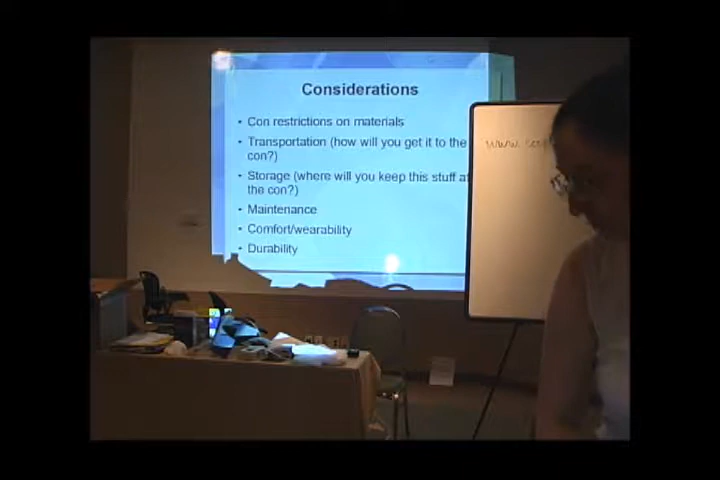 Considerations
• Con restrictions on materials
• Transportation (how will you get it to the
con?)
• Storage (where will you keep this stuff at
the con?)
• Maintenance
• Comfort/wearability
• Durability
www.